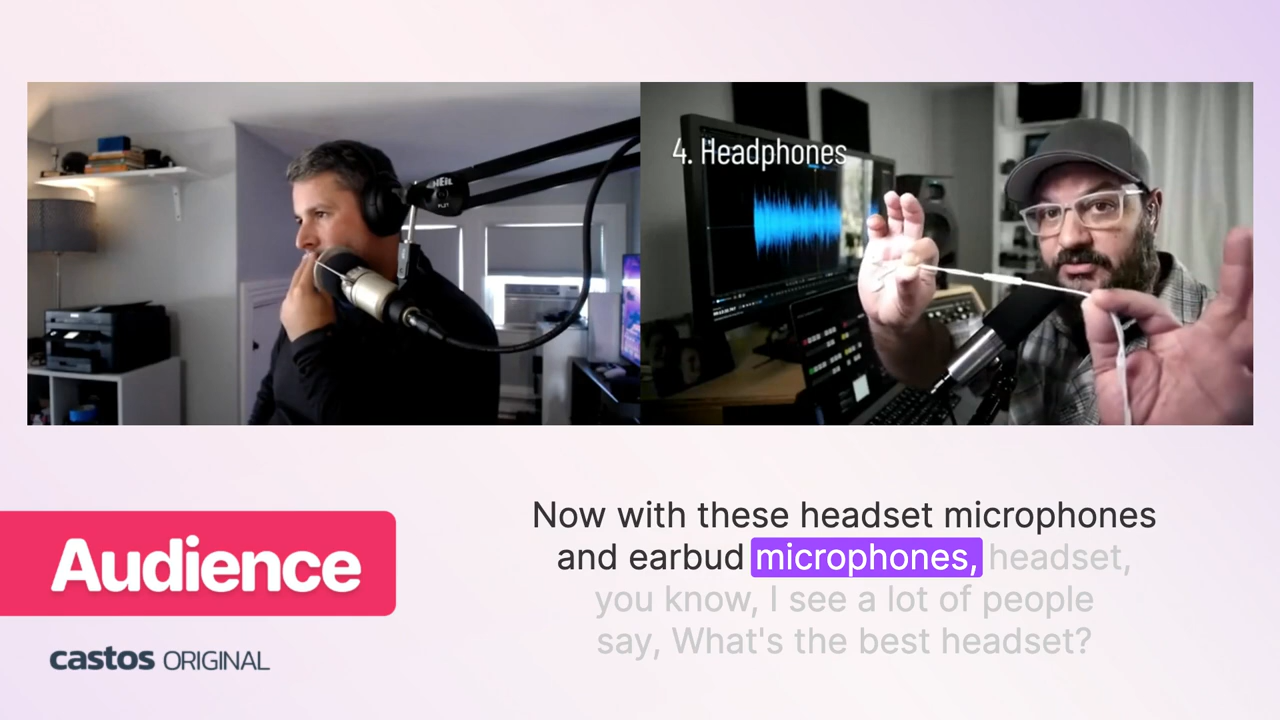 4. Headphones
NEIL
Now with these headset microphones
and earbud microphones, headset,
you know, I see a lot of people
say, What's the best headset?
Audience
castos ORIGINAL